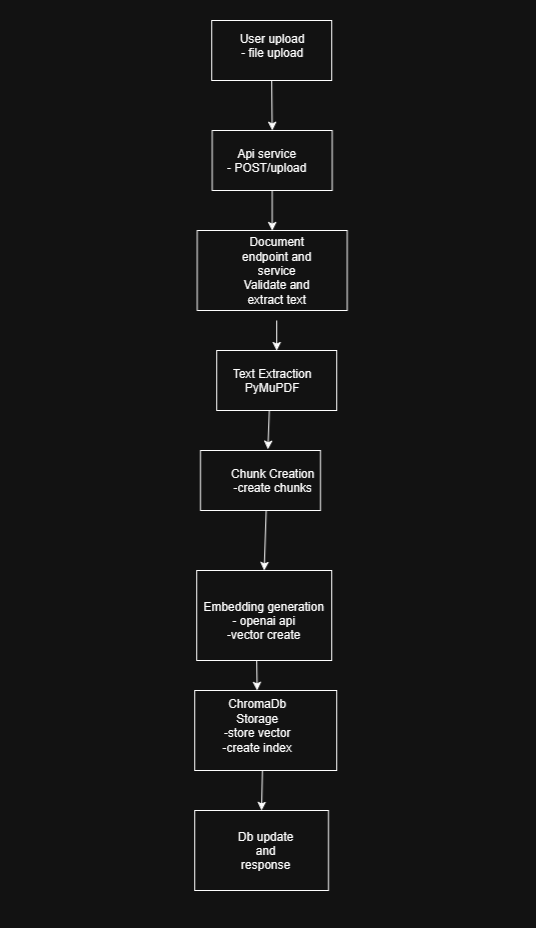 User upload
- file upload
Api service
- POST/upload
Document
endpoint and
service
Validate and
extract text
Text Extraction
PyMuPDF
Chunk Creation
-create chunks
Embedding generation
- openai api
-vector create
ChromaDb
Storage
-store vector
-create index
Db update
and
response